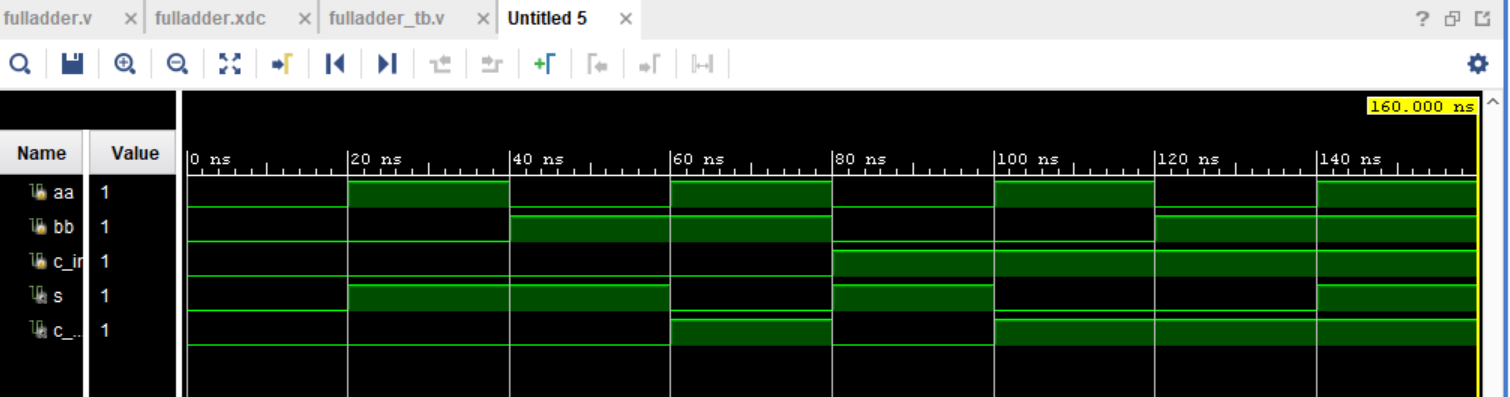 fulladder.v × fulladder.xdc × fulladder_tb.v × Untitled 5 × ?
160.000 ns
Name Value 0 ns 20 ns 40 ns 60 ns 80 ns 100 ns 120 ns 140 ns
aa 1
bb 1
c_ir 1
s 1
c_... 1